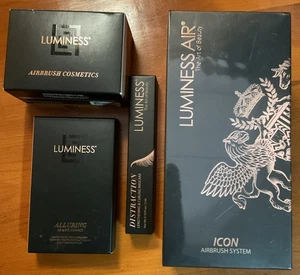 LUMINESS®
AIRBRUSH COSMETICS
LUMINESS®
ALLURING
LUMINESS
DISTRACTION
LUMINESS AIR®
The Art of Beauty
ICON
AIRBRUSH SYSTEM